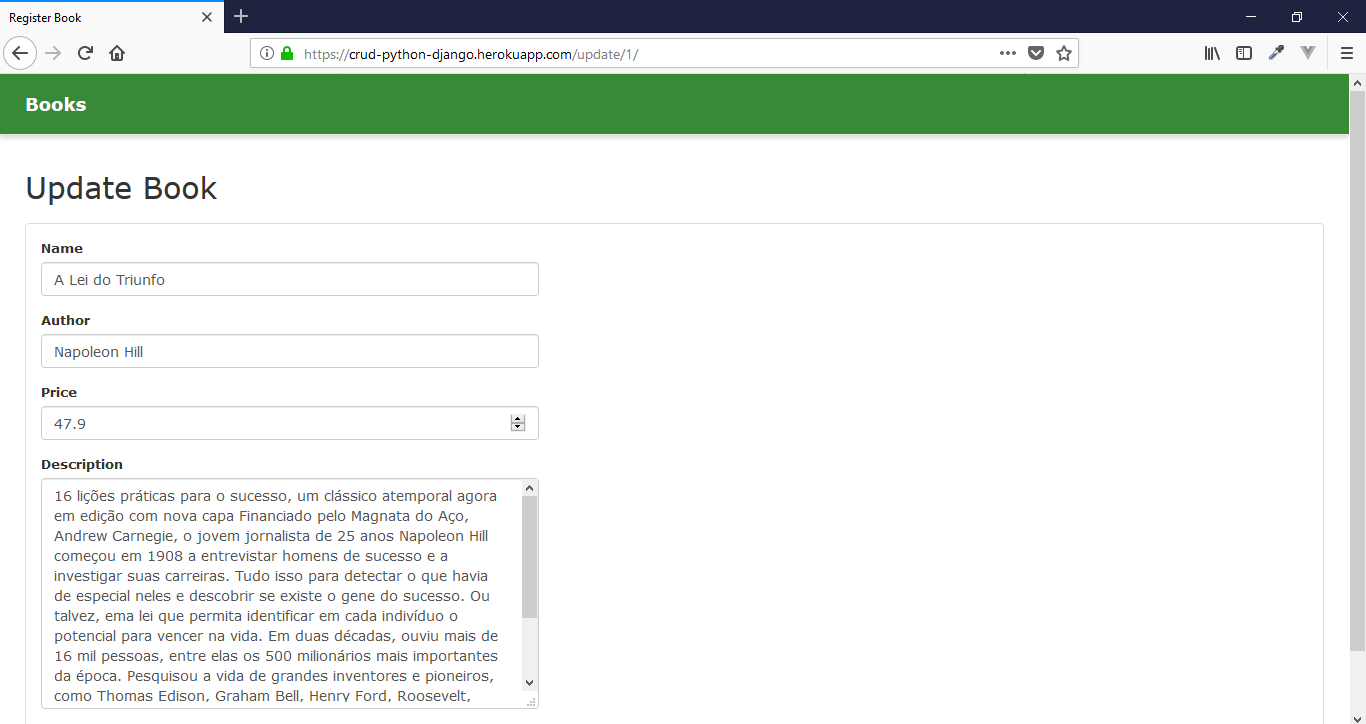 Register Book
https://crud-python-django.herokuapp.com/update/1/
Books
Update Book
Name
A Lei do Triunfo
Author
Napoleon Hill
Price
47.9
Description
16 lições práticas para o sucesso, um clássico atemporal agora
em edição com nova capa Financiado pelo Magnata do Aço,
Andrew Carnegie, o jovem jornalista de 25 anos Napoleon Hill
começou em 1908 a entrevistar homens de sucesso e a
investigar suas carreiras. Tudo isso para detectar o que havia
de especial neles e descobrir se existe o gene do sucesso. Ou
talvez, ema lei que permita identificar em cada indivíduo o
potencial para vencer na vida. Em duas décadas, ouviu mais de
16 mil pessoas, entre elas os 500 milionários mais importantes
da época. Pesquisou a vida de grandes inventores e pioneiros,
como Thomas Edison, Graham Bell, Henry Ford, Roosevelt,